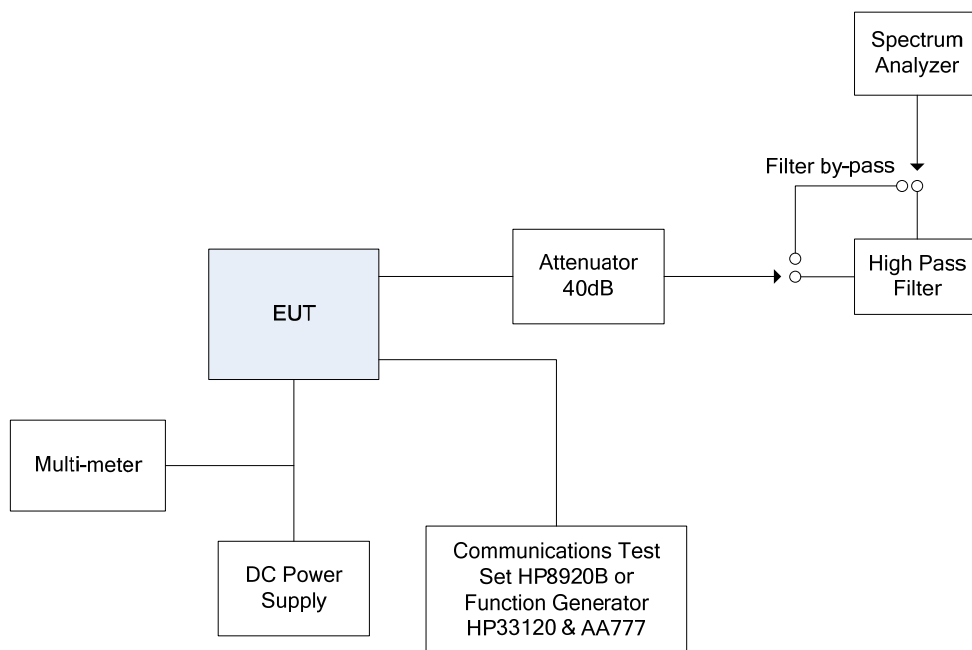 Spectrum
Analyzer
Filter by-pass
Attenuator
40dB
High Pass
Filter
EUT
Multi-meter
DC Power
Supply
Communications Test
Set HP8920B or
Function Generator
HP33120 & AA777